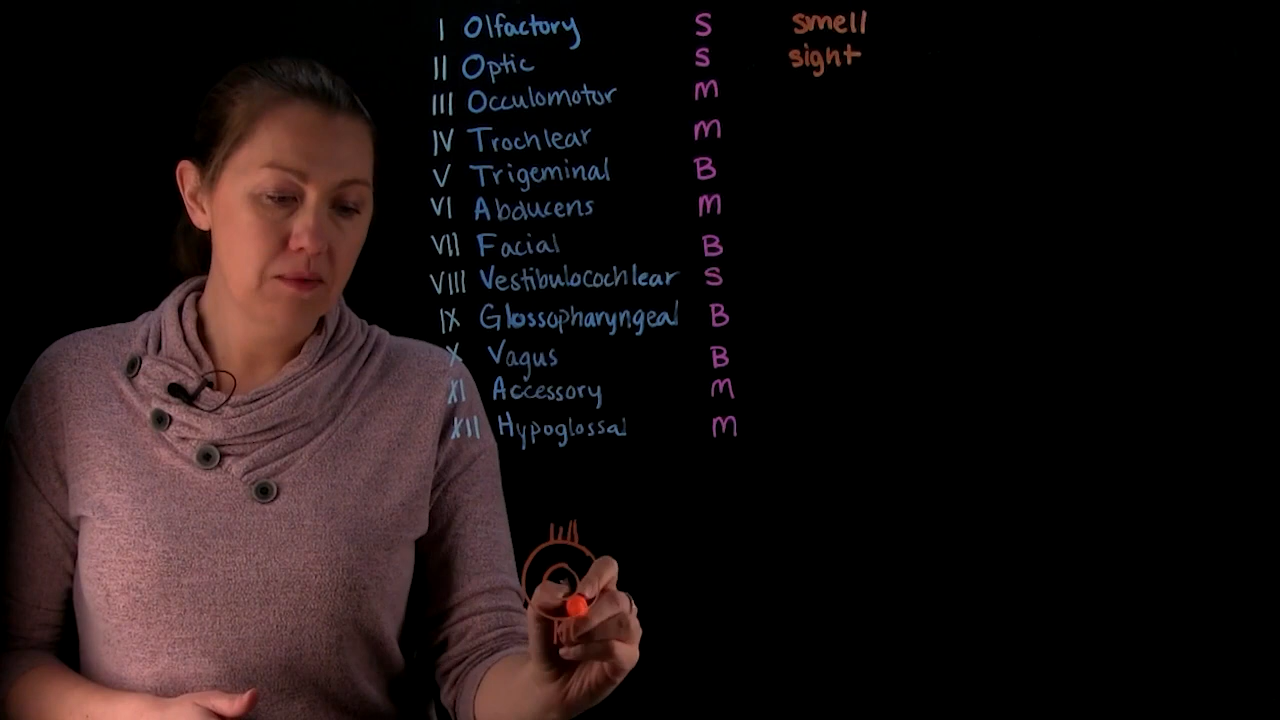 I Olfactory S smell
II Optic S sight
III Occulomotor M
IV Trochlear M
V Trigeminal B
VI Abducens M
VII Facial B
VIII Vestibulocochlear S
IX Glossopharyngeal B
X Vagus B
XI Accessory M
XII Hypoglossal M